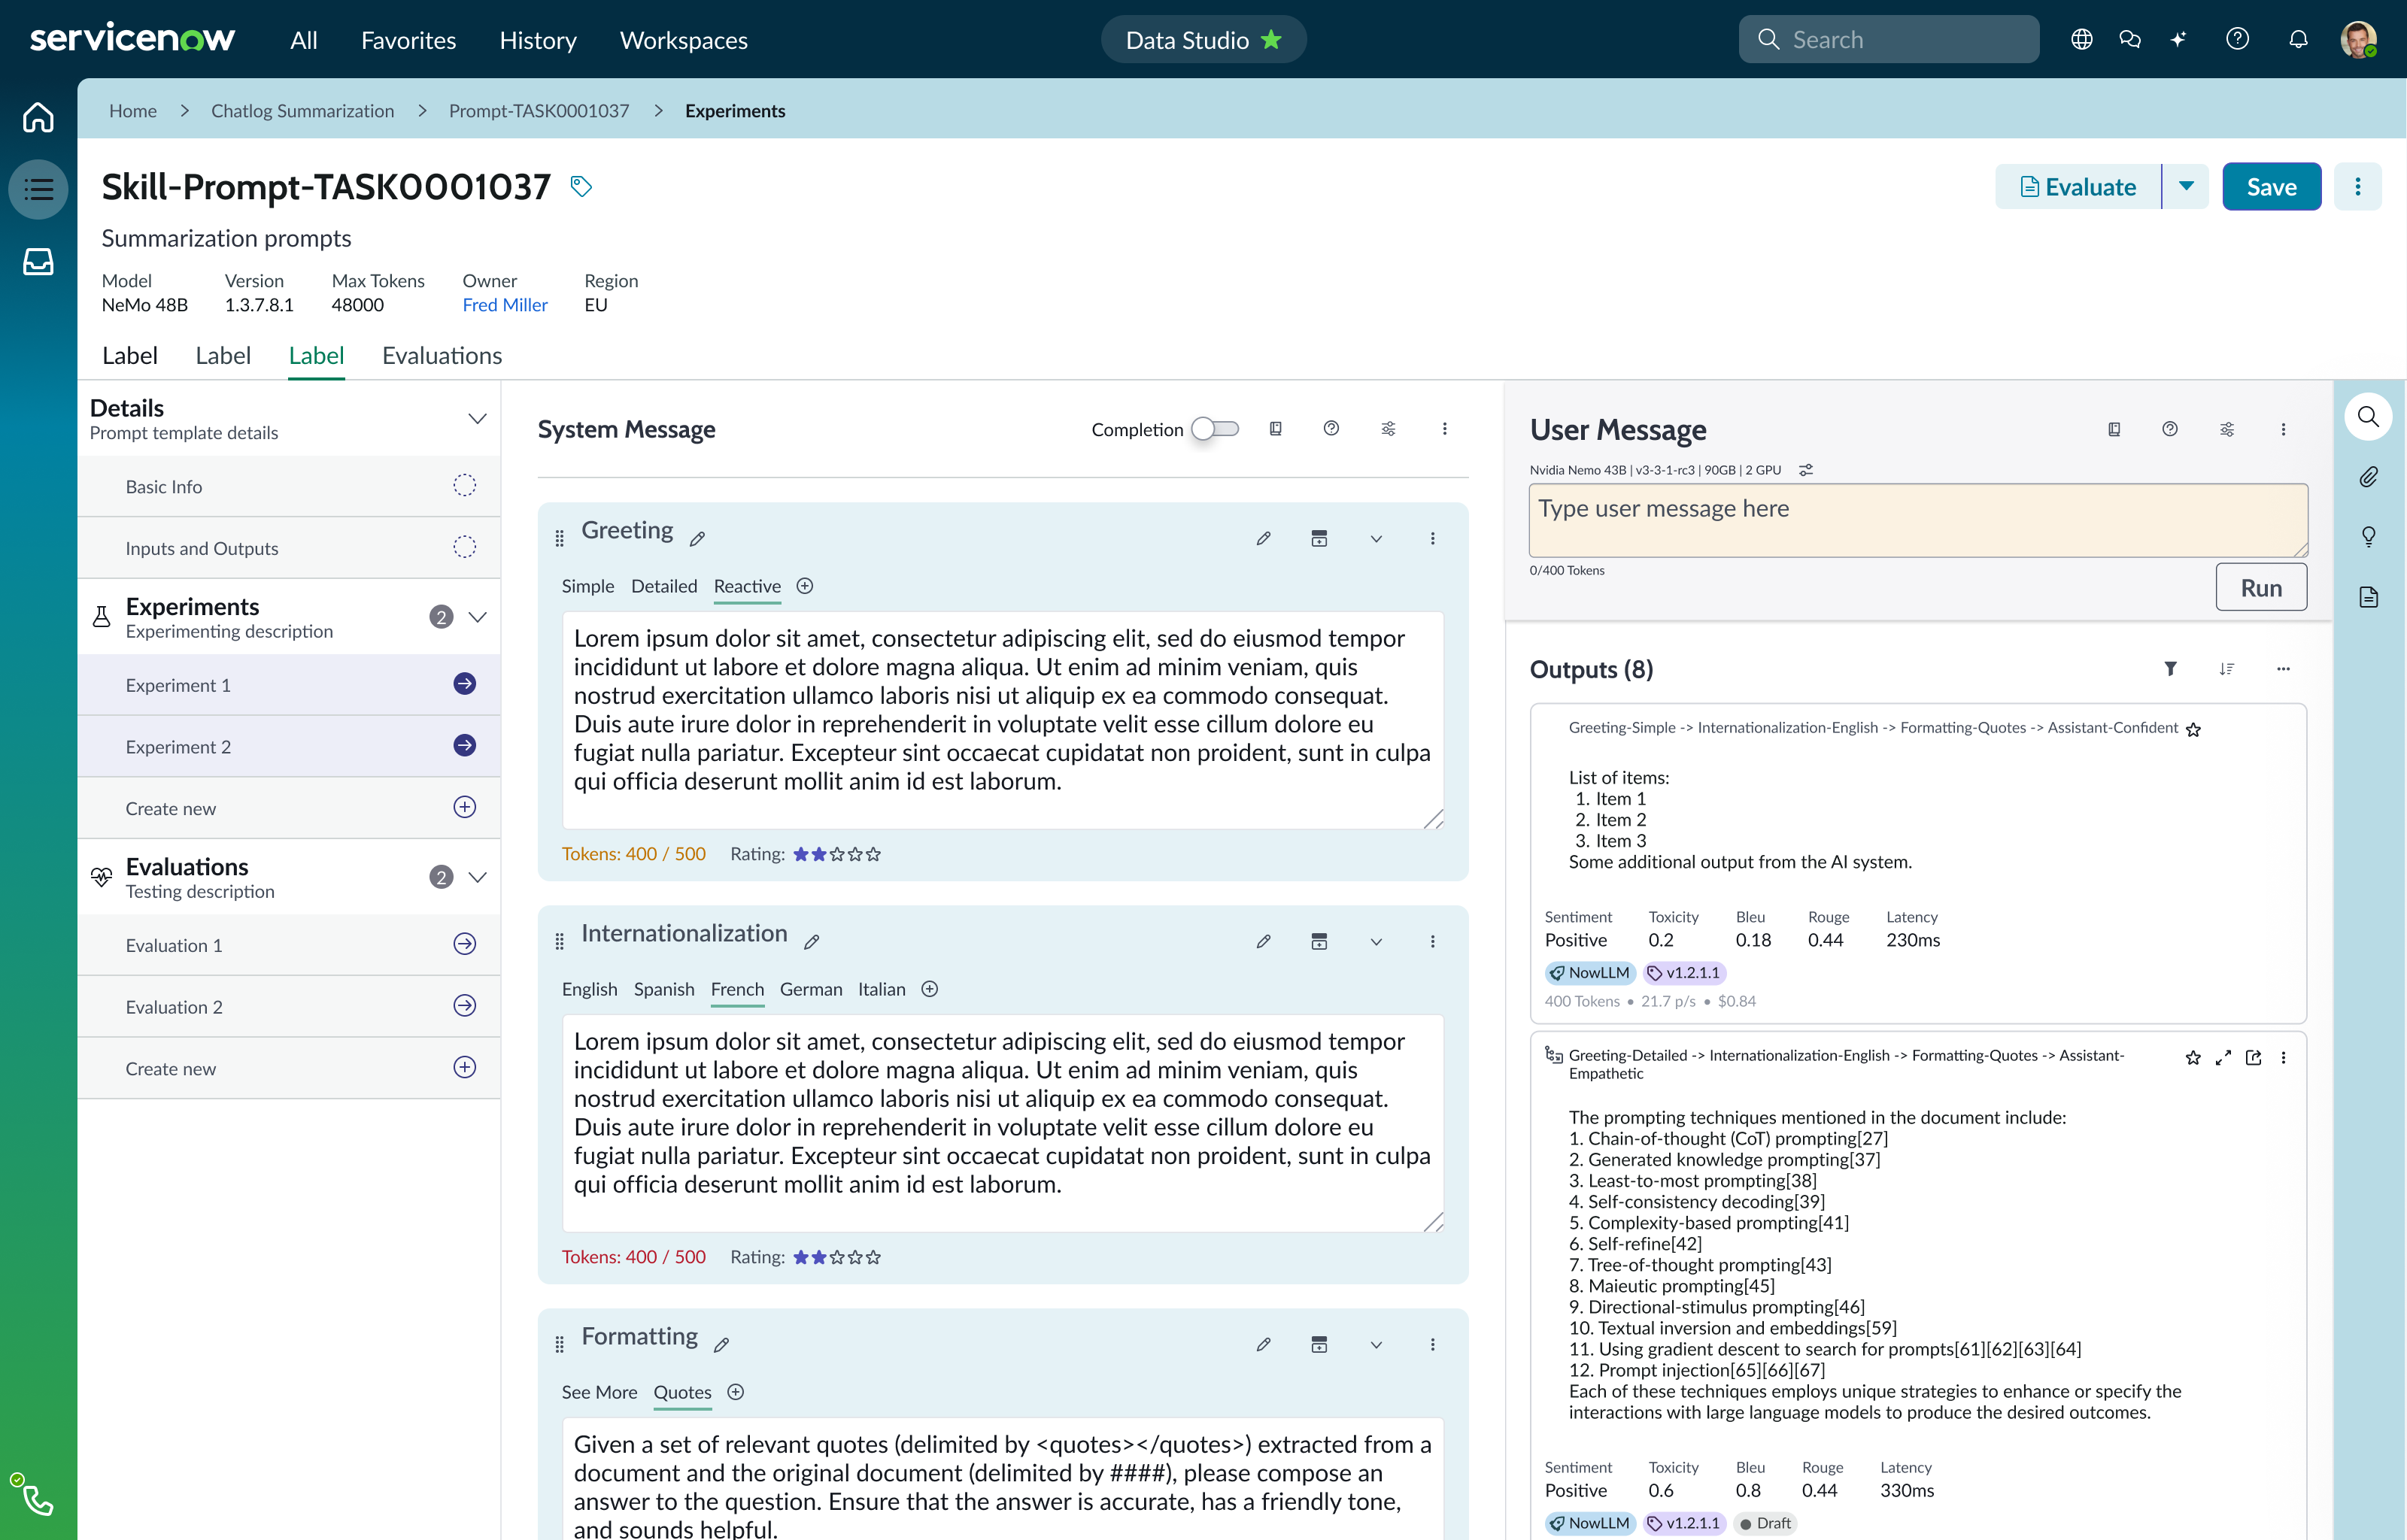 servicenow
All
Favorites
History
Workspaces
Data Studio
Search
Home > Chatlog Summarization > Prompt-TASK0001037 > Experiments
Skill-Prompt-TASK0001037
Evaluate
Save
Summarization prompts
Model
NeMo 48B
Version
1.3.7.8.1
Max Tokens
48000
Owner
Fred Miller
Region
EU
Label
Label
Label
Evaluations
Details
Prompt template details
Basic Info
Inputs and Outputs
Experiments
Experimenting description
2
Experiment 1
Experiment 2
Create new
Evaluations
Testing description
2
Evaluation 1
Evaluation 2
Create new
System Message
Completion
Greeting
Simple Detailed Reactive
Lorem ipsum dolor sit amet, consectetur adipiscing elit, sed do eiusmod tempor
incididunt ut labore et dolore magna aliqua. Ut enim ad minim veniam, quis
nostrud exercitation ullamco laboris nisi ut aliquip ex ea commodo consequat.
Duis aute irure dolor in reprehenderit in voluptate velit esse cillum dolore eu
fugiat nulla pariatur. Excepteur sint occaecat cupidatat non proident, sunt in culpa
qui officia deserunt mollit anim id est laborum.
Tokens: 400 / 500 Rating:
Internationalization
English Spanish French German Italian
Lorem ipsum dolor sit amet, consectetur adipiscing elit, sed do eiusmod tempor
incididunt ut labore et dolore magna aliqua. Ut enim ad minim veniam, quis
nostrud exercitation ullamco laboris nisi ut aliquip ex ea commodo consequat.
Duis aute irure dolor in reprehenderit in voluptate velit esse cillum dolore eu
fugiat nulla pariatur. Excepteur sint occaecat cupidatat non proident, sunt in culpa
qui officia deserunt mollit anim id est laborum.
Tokens: 400 / 500 Rating:
Formatting
See More Quotes
Given a set of relevant quotes (delimited by <quotes></quotes>) extracted from a
document and the original document (delimited by ####), please compose an
answer to the question. Ensure that the answer is accurate, has a friendly tone,
and sounds helpful.
User Message
Nvidia Nemo 43B | v3-3-1-rc3 | 90GB | 2 GPU
Type user message here
0/400 Tokens
Run
Outputs (8)
Greeting-Simple -> Internationalization-English -> Formatting-Quotes -> Assistant-Confident
List of items:
1. Item 1
2. Item 2
3. Item 3
Some additional output from the AI system.
Sentiment Toxicity Bleu Rouge Latency
Positive 0.2 0.18 0.44 230ms
NowLLM v1.2.1.1
400 Tokens • 21.7 p/s • $0.84
Greeting-Detailed -> Internationalization-English -> Formatting-Quotes -> Assistant-
Empathetic
The prompting techniques mentioned in the document include:
1. Chain-of-thought (CoT) prompting[27]
2. Generated knowledge prompting[37]
3. Least-to-most prompting[38]
4. Self-consistency decoding[39]
5. Complexity-based prompting[41]
6. Self-refine[42]
7. Tree-of-thought prompting[43]
8. Maieutic prompting[45]
9. Directional-stimulus prompting[46]
10. Textual inversion and embeddings[59]
11. Using gradient descent to search for prompts[61][62][63][64]
12. Prompt injection[65][66][67]
Each of these techniques employs unique strategies to enhance or specify the
interactions with large language models to produce the desired outcomes.
Sentiment Toxicity Bleu Rouge Latency
Positive 0.6 0.8 0.44 330ms
NowLLM v1.2.1.1 Draft